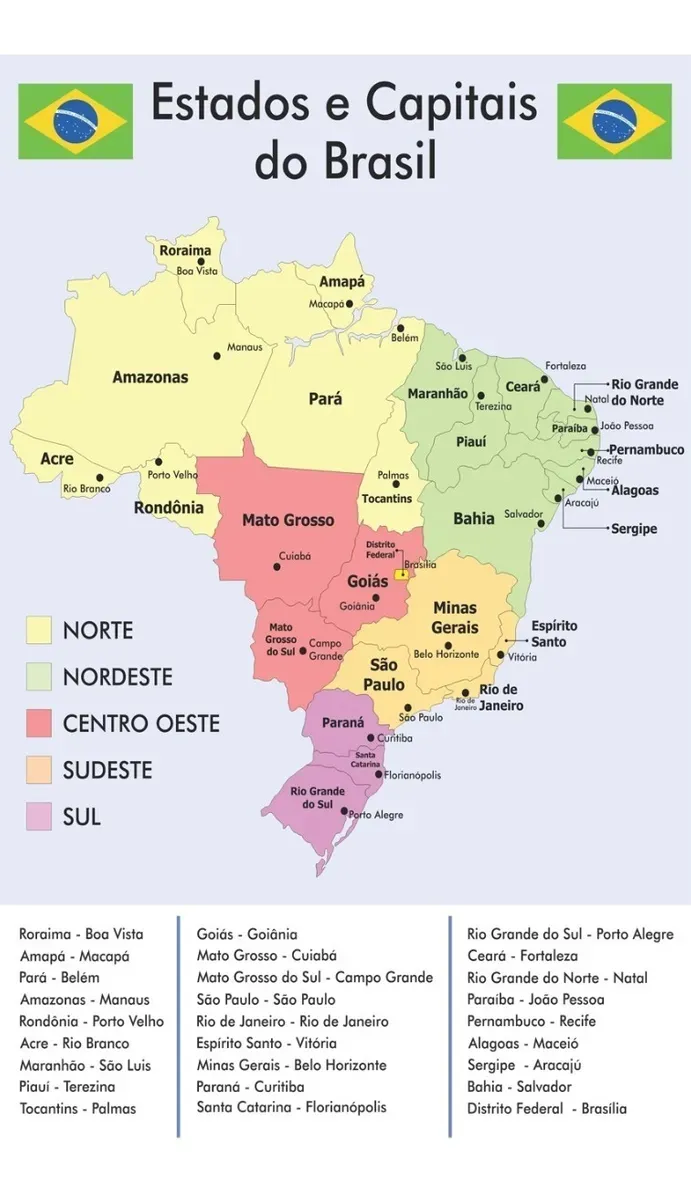 Estados e Capitais
do Brasil
Roraima
Boa Vista
Amapá
Macapá
Belém
Manaus
Amazonas
Pará
São Luis
Maranhão
Terezina
Ceará
Fortaleza
Rio Grande
do Norte
Natal
Paraíba
João Pessoa
Piauí
Pernambuco
Recife
Acre
Rio Branco
Porto Velho
Rondônia
Palmas
Tocantins
Maceió
Alagoas
Aracajú
Sergipe
Bahia
Salvador
Mato Grosso
Cuiabá
Distrito
Federal
Brasília
Goiás
Goiânia
Minas
Gerais
Belo Horizonte
Espírito
Santo
Vitória
Mato
Grosso
do Sul
Campo
Grande
São
Paulo
São Paulo
Rio de
Janeiro
Rio de
Janeiro
Paraná
Curitiba
Santa
Catarina
Florianópolis
Rio Grande
do Sul
Porto Alegre
NORTE
NORDESTE
CENTRO OESTE
SUDESTE
SUL
Roraima - Boa Vista
Amapá - Macapá
Pará - Belém
Amazonas - Manaus
Rondônia - Porto Velho
Acre - Rio Branco
Maranhão - São Luis
Piauí - Terezina
Tocantins - Palmas
Goiás - Goiânia
Mato Grosso - Cuiabá
Mato Grosso do Sul - Campo Grande
São Paulo - São Paulo
Rio de Janeiro - Rio de Janeiro
Espírito Santo - Vitória
Minas Gerais - Belo Horizonte
Paraná - Curitiba
Santa Catarina - Florianópolis
Rio Grande do Sul - Porto Alegre
Ceará - Fortaleza
Rio Grande do Norte - Natal
Paraíba - João Pessoa
Pernambuco - Recife
Alagoas - Maceió
Sergipe - Aracajú
Bahia - Salvador
Distrito Federal - Brasília